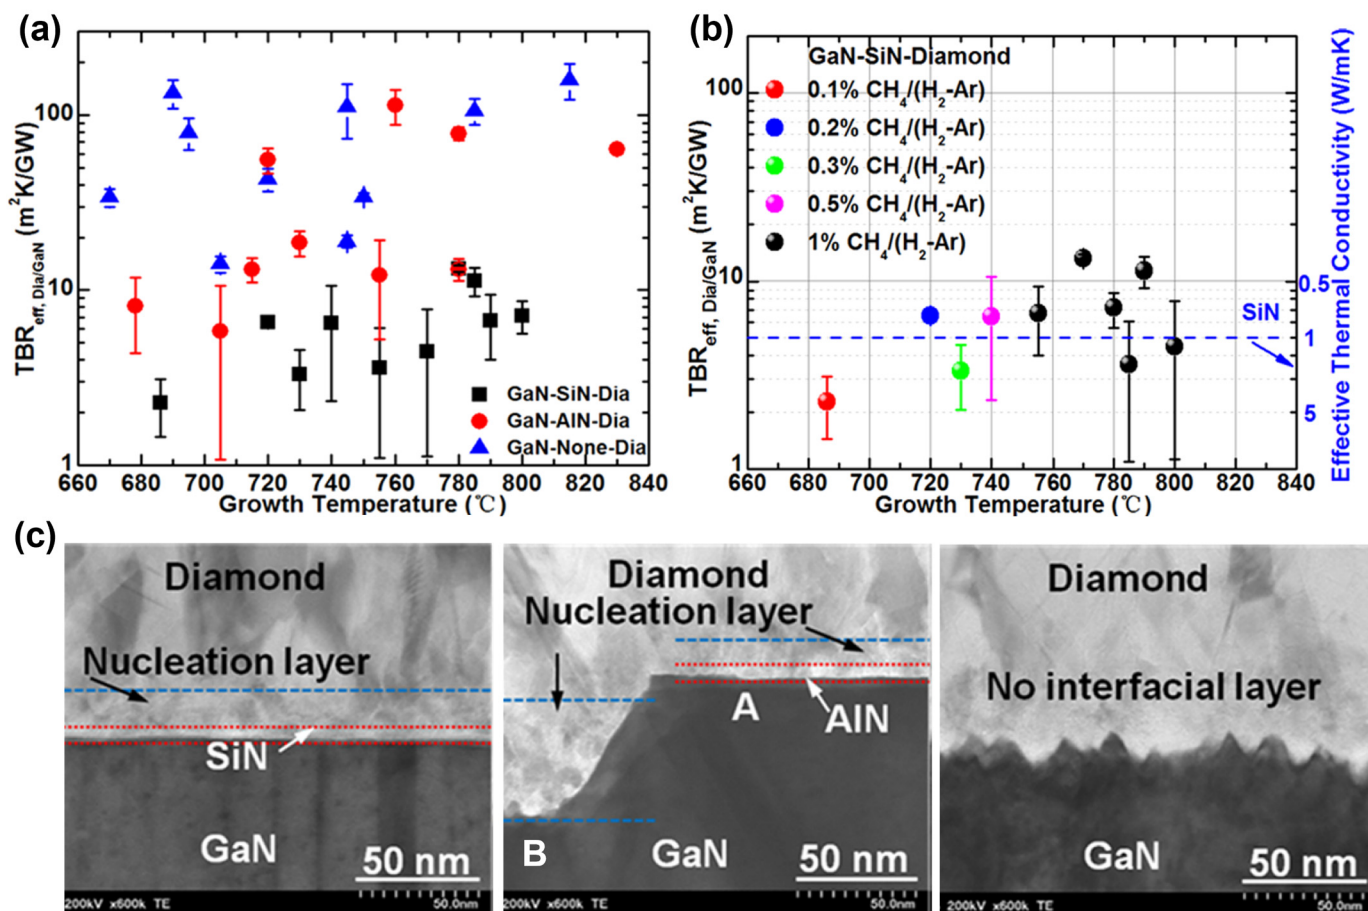 (a)
100
10
1
660 680 700 720 740 760 780 800 820 840
TBR_eff, Dia/GaN (m²K/GW)
Growth Temperature (℃)
GaN-SiN-Dia
GaN-AlN-Dia
GaN-None-Dia
(b)
100
10
1
660 680 700 720 740 760 780 800 820 840
TBR_eff, Dia/GaN (m²K/GW)
Growth Temperature (℃)
GaN-SiN-Diamond
0.1% CH₄/(H₂-Ar)
0.2% CH₄/(H₂-Ar)
0.3% CH₄/(H₂-Ar)
0.5% CH₄/(H₂-Ar)
1% CH₄/(H₂-Ar)
SiN
0.5
1
5
Effective Thermal Conductivity (W/mK)
(c)
Diamond
Nucleation layer
SiN
GaN
50 nm
200kV x600k TE
50.0nm
Diamond
Nucleation layer
A
AlN
B
GaN
50 nm
200kV x600k TE
50.0nm
Diamond
No interfacial layer
GaN
50 nm
200kV x600k TE
50.0nm